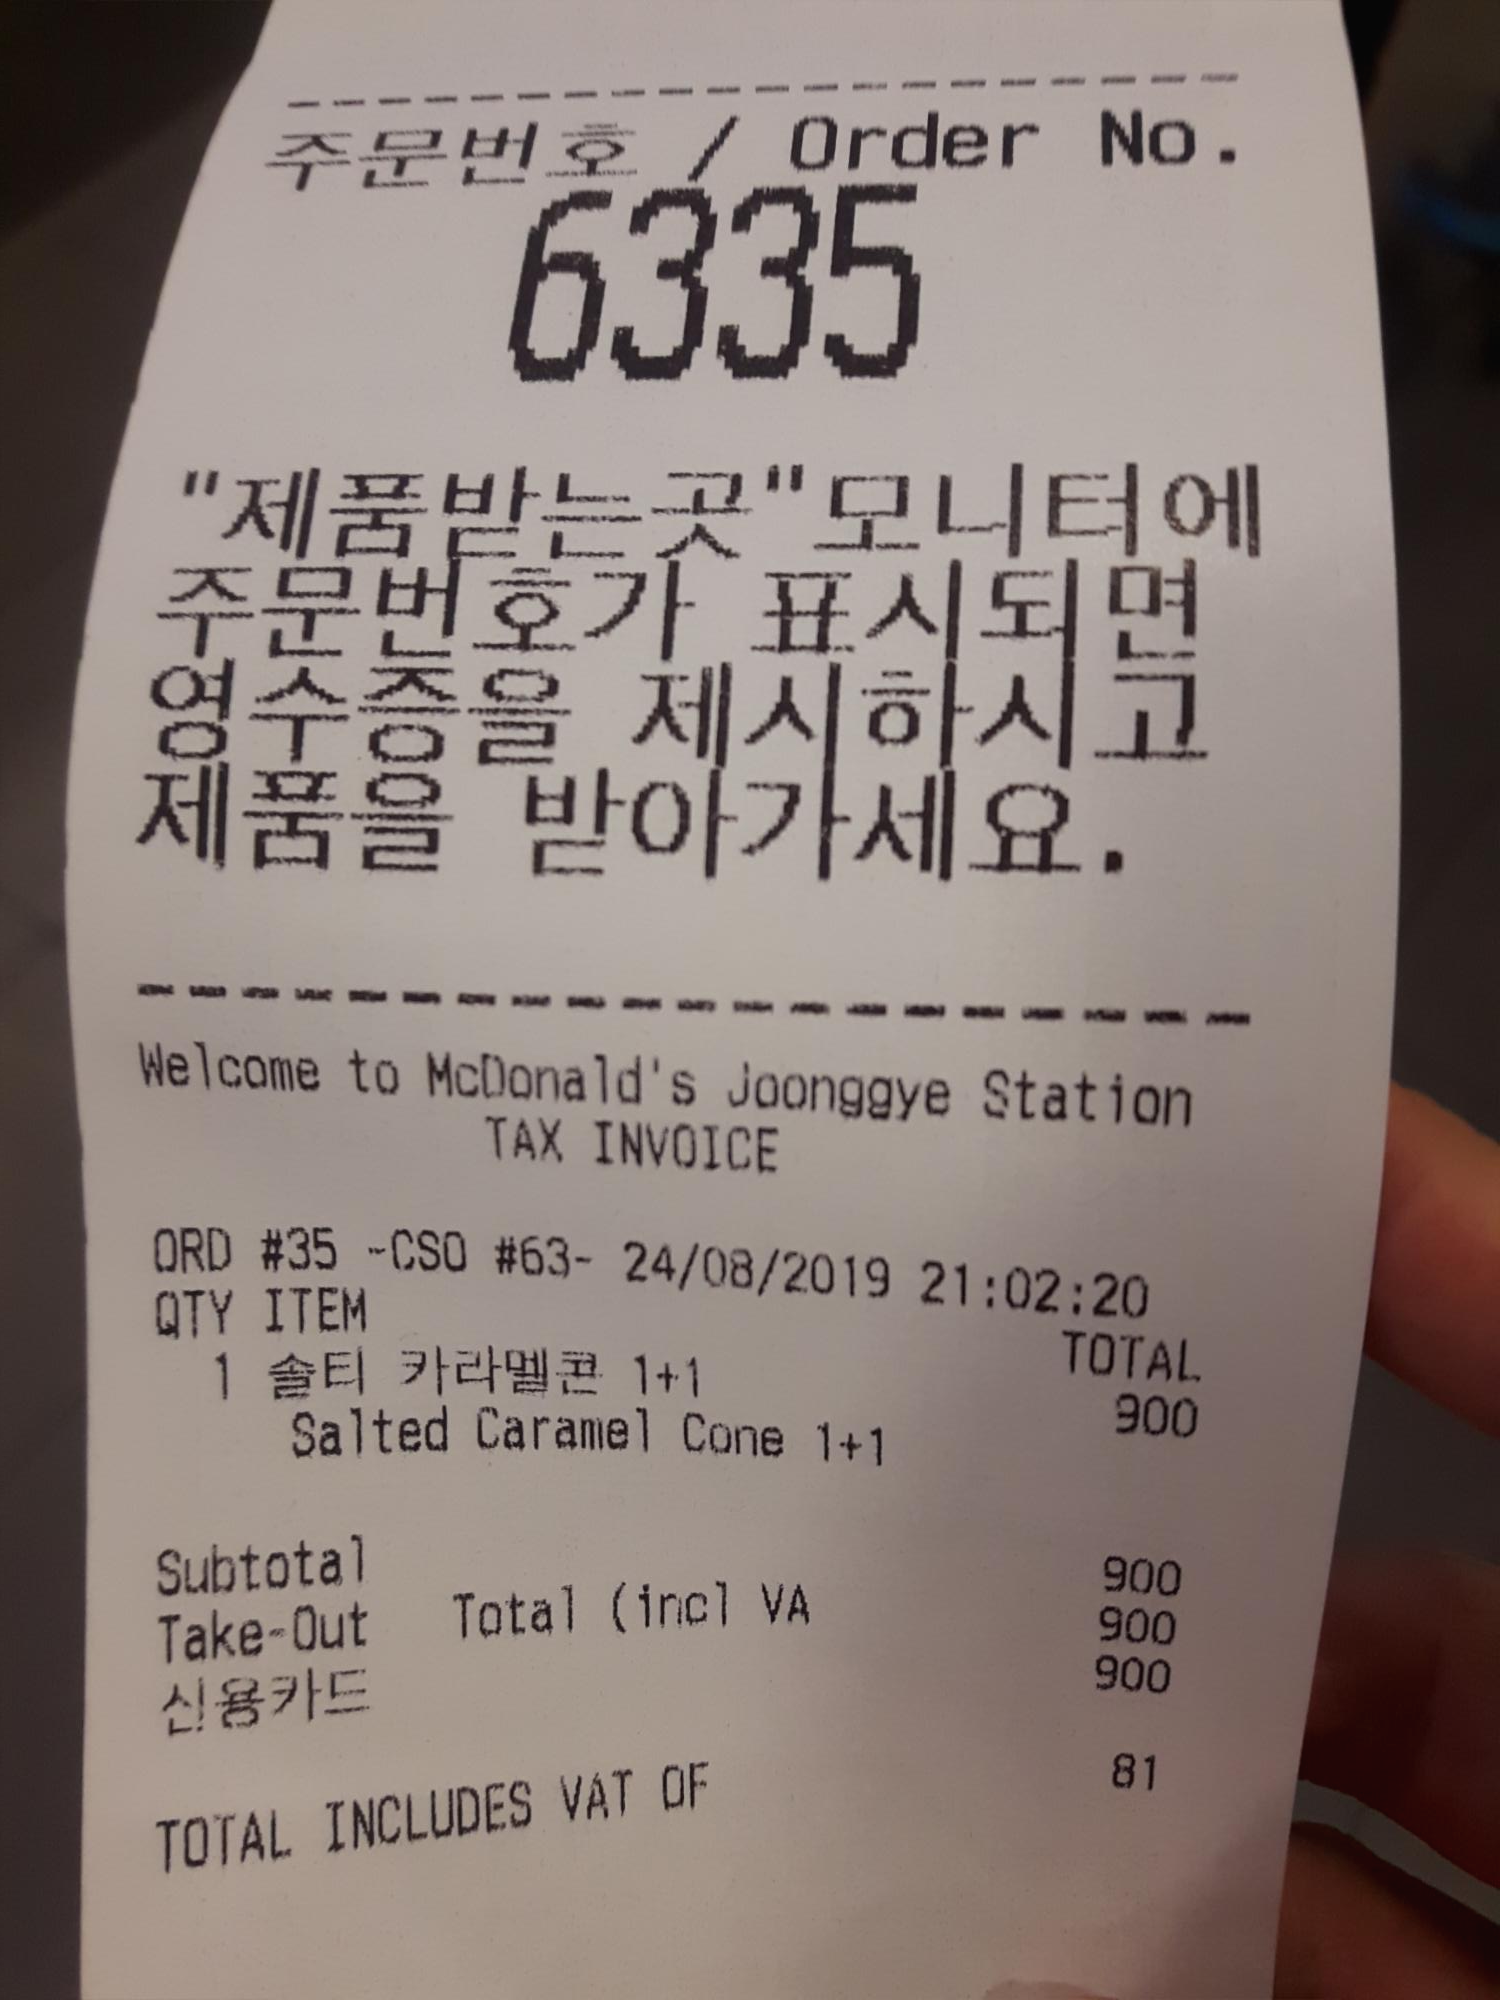 주문번호 / Order No.
6335
"제품받는곳"모니터에
주문번호가 표시되면
영수증을 제시하시고
제품을 받아가세요.
Welcome to McDonald's Joonggye Station
TAX INVOICE
ORD #35 -CSO #63- 24/08/2019 21:02:20
QTY ITEM TOTAL
1 솔티 카라멜콘 1+1 900
Salted Caramel Cone 1+1
Subtotal 900
Take-Out Total (incl VA 900
신용카드 900
TOTAL INCLUDES VAT OF 81